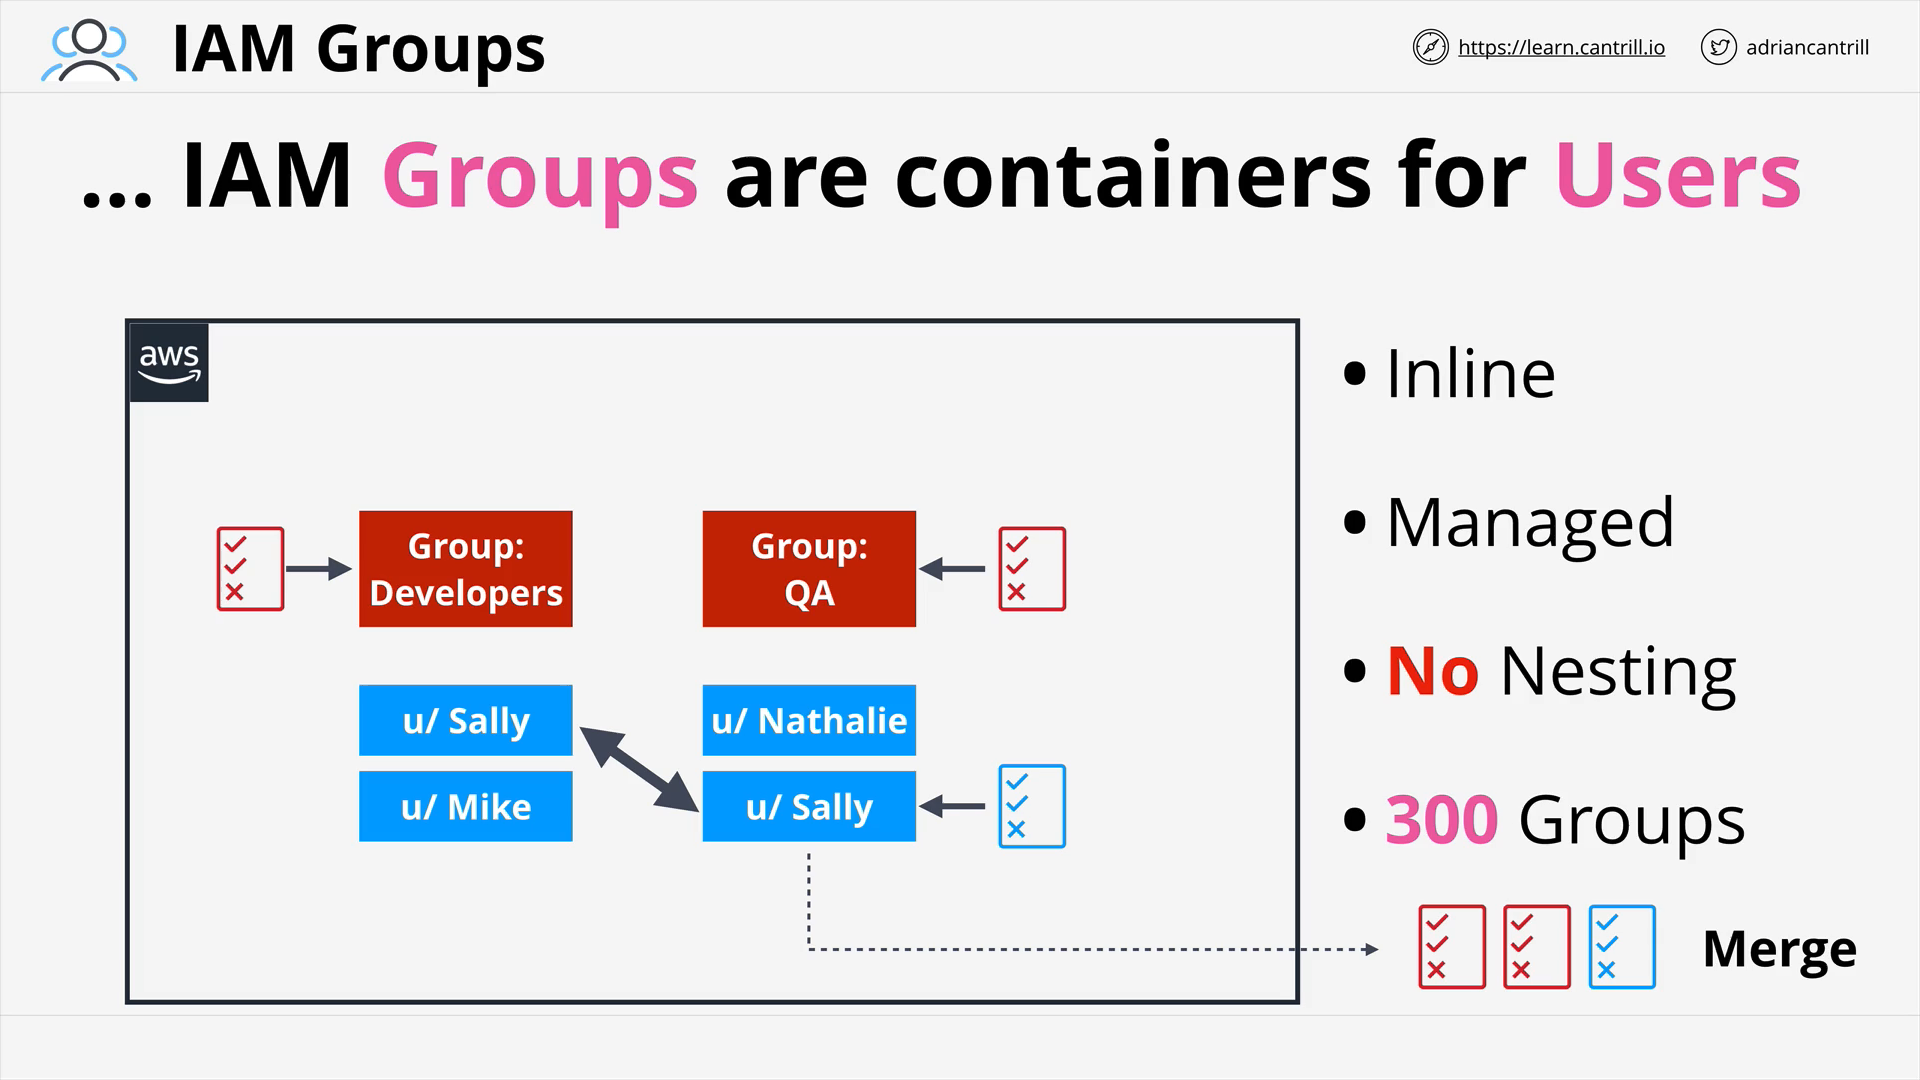 IAM Groups
https://learn.cantrill.io
adriancantrill
... IAM Groups are containers for Users
aws
Group:
Developers
Group:
QA
u/ Sally
u/ Nathalie
u/ Mike
u/ Sally
• Inline
• Managed
• No Nesting
• 300 Groups
Merge